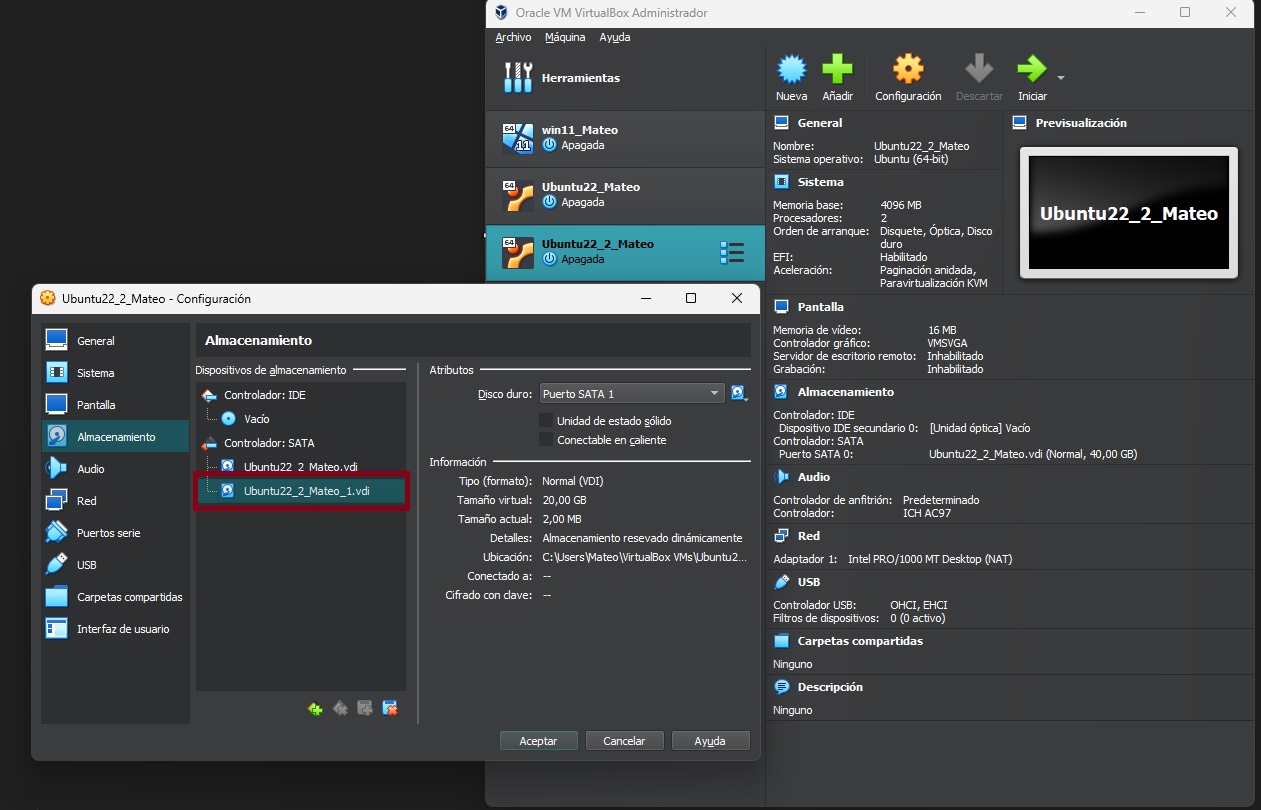 Oracle VM VirtualBox Administrador
Archivo Máquina Ayuda
Herramientas
Nueva Añadir Configuración Descartar Iniciar
64
11
win11_Mateo
Apagada
64
Ubuntu22_Mateo
Apagada
64
Ubuntu22_2_Mateo
Apagada
General
Nombre: Ubuntu22_2_Mateo
Sistema operativo: Ubuntu (64-bit)
Previsualización
Ubuntu22_2_Mateo
Sistema
Memoria base: 4096 MB
Procesadores: 2
Orden de arranque: Disquete, Óptica, Disco
duro
EFI: Habilitado
Aceleración: Paginación anidada,
Paravirtualización KVM
Pantalla
Memoria de vídeo: 16 MB
Controlador gráfico: VMSVGA
Servidor de escritorio remoto: Inhabilitado
Grabación: Inhabilitado
Almacenamiento
Controlador: IDE
Dispositivo IDE secundario 0: [Unidad óptica] Vacío
Controlador: SATA
Puerto SATA 0: Ubuntu22_2_Mateo.vdi (Normal, 40,00 GB)
Audio
Controlador de anfitrión: Predeterminado
Controlador: ICH AC97
Red
Adaptador 1: Intel PRO/1000 MT Desktop (NAT)
USB
Controlador USB: OHCI, EHCI
Filtros de dispositivos: 0 (0 activo)
Carpetas compartidas
Ninguno
Descripción
Ninguno
Ubuntu22_2_Mateo - Configuración
General
Sistema
Pantalla
Almacenamiento
Audio
Red
Puertos serie
USB
Carpetas compartidas
Interfaz de usuario
Almacenamiento
Dispositivos de almacenamiento
Controlador: IDE
Vacío
Controlador: SATA
Ubuntu22_2_Mateo.vdi
Ubuntu22_2_Mateo_1.vdi
Atributos
Disco duro: Puerto SATA 1
Unidad de estado sólido
Conectable en caliente
Información
Tipo (formato): Normal (VDI)
Tamaño virtual: 20,00 GB
Tamaño actual: 2,00 MB
Detalles: Almacenamiento resevado dinámicamente
Ubicación: C:\Users\Mateo\VirtualBox VMs\Ubuntu2...
Conectado a: --
Cifrado con clave: --
Aceptar Cancelar Ayuda